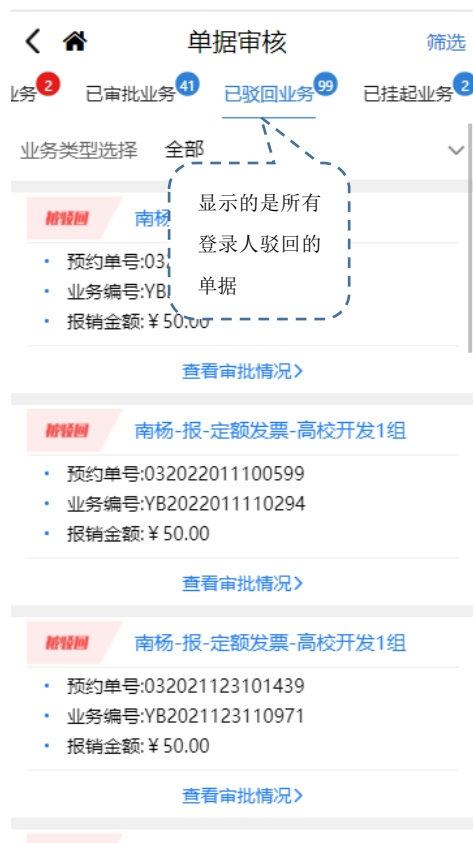 单据审核
筛选
业务 2
已审批业务 41
已驳回业务 99
已挂起业务 2
业务类型选择 全部
显示的是所有
登录人驳回的
单据
被驳回 南杨
· 预约单号:03
· 业务编号:YB
· 报销金额:¥50.00
查看审批情况>
被驳回 南杨-报-定额发票-高校开发1组
· 预约单号:032022011100599
· 业务编号:YB2022011110294
· 报销金额:¥50.00
查看审批情况>
被驳回 南杨-报-定额发票-高校开发1组
· 预约单号:032021123101439
· 业务编号:YB2021123110971
· 报销金额:¥50.00
查看审批情况>